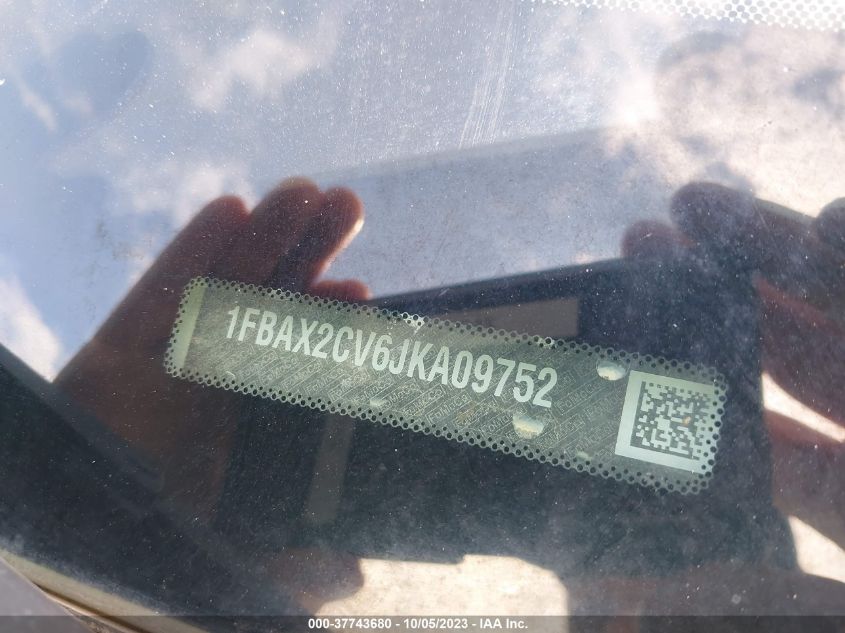 1FBAX2CV6JKA09752
000-37743680 - 10/05/2023 - IAA Inc.